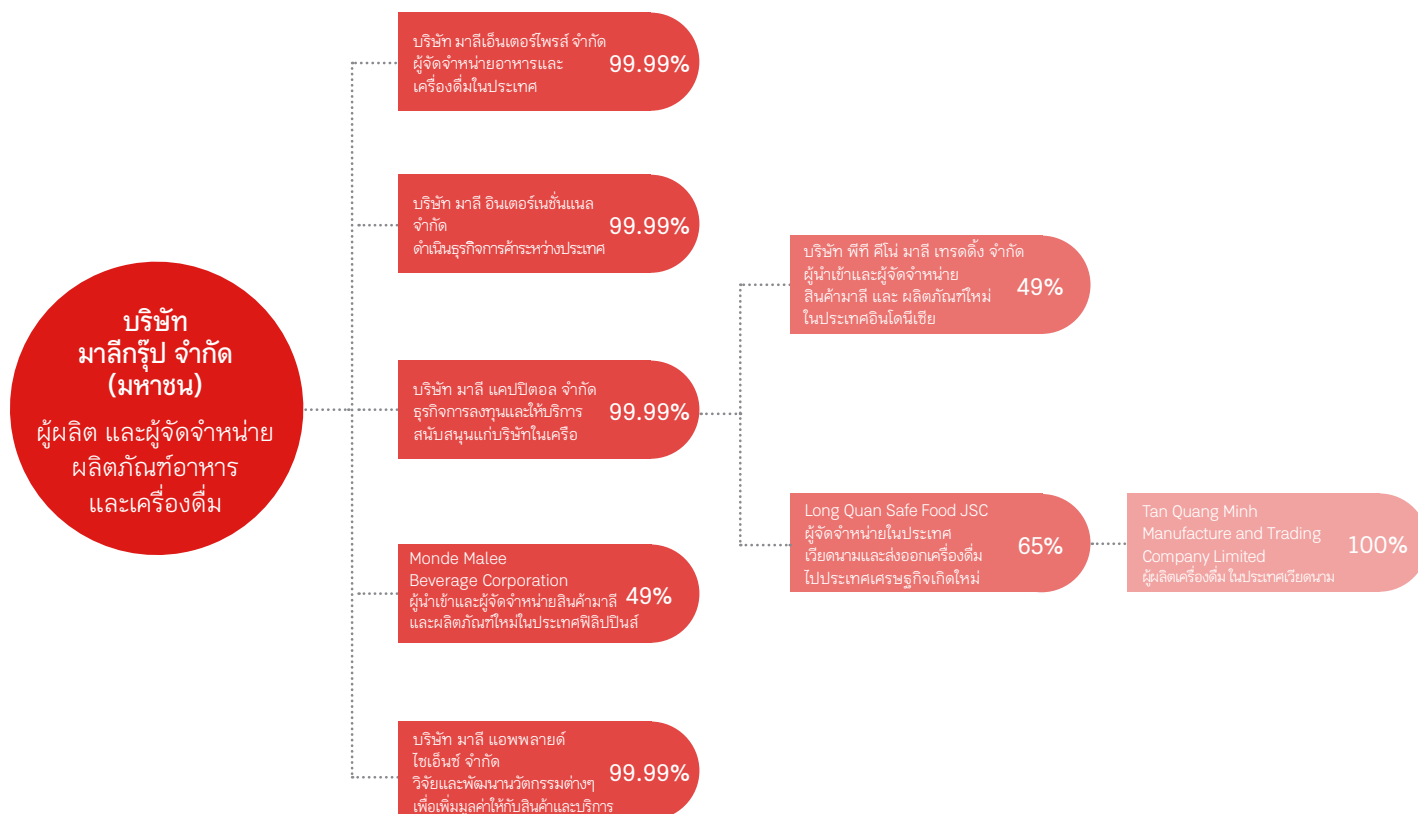 บริษัท
มาลีกรุ๊ป จำกัด
(มหาชน)
ผู้ผลิต และผู้จัดจำหน่าย
ผลิตภัณฑ์อาหาร
และเครื่องดื่ม
บริษัท มาลีเอ็นเตอร์ไพรส์ จำกัด
ผู้จัดจำหน่ายอาหารและ
เครื่องดื่มในประเทศ
99.99%
บริษัท มาลี อินเตอร์เนชั่นแนล
จำกัด
ดำเนินธุรกิจการค้าระหว่างประเทศ
99.99%
บริษัท มาลี แคปปิตอล จำกัด
ธุรกิจการลงทุนและให้บริการ
สนับสนุนแก่บริษัทในเครือ
99.99%
บริษัท พีที คีโน่ มาลี เทรดดิ้ง จำกัด
ผู้นำเข้าและผู้จัดจำหน่าย
สินค้ามาลี และ ผลิตภัณฑ์ใหม่
ในประเทศอินโดนีเซีย
49%
Long Quan Safe Food JSC
ผู้จัดจำหน่ายในประเทศ
เวียดนามและส่งออกเครื่องดื่ม
ไปประเทศเศรษฐกิจเกิดใหม่
65%
Tan Quang Minh
Manufacture and Trading
Company Limited
ผู้ผลิตเครื่องดื่ม ในประเทศเวียดนาม
100%
Monde Malee
Beverage Corporation
ผู้นำเข้าและผู้จัดจำหน่ายสินค้ามาลี
และผลิตภัณฑ์ใหม่ในประเทศฟิลิปปินส์
49%
บริษัท มาลี แอพพลายด์
ไซเอ็นซ์ จำกัด
วิจัยและพัฒนานวัตกรรมต่างๆ
เพื่อเพิ่มมูลค่าให้กับสินค้าและบริการ
99.99%